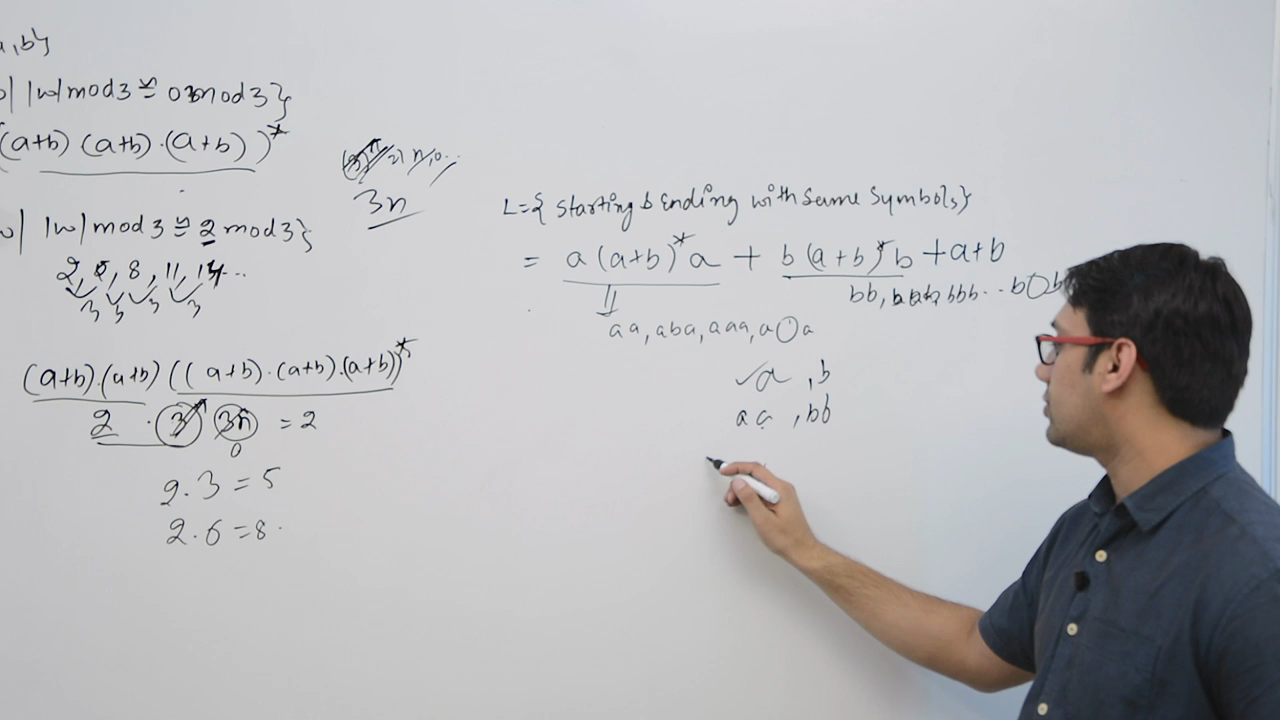 ,b}
| |w| mod 3 ≅ 0 mod 3}
(a+b) (a+b) . (a+b) )*
3n
| |w| mod 3 ≅ 2 mod 3}
2, 5, 8, 11, 14..
3 3 3 3
(a+b).(a+b) ((a+b).(a+b).(a+b))*
2 . 3n = 2
0
2.3 = 5
2.6 = 8.
L={ Starting & Ending with Same Symbols}
= a(a+b)*a + b(a+b)*b + a+b
bb, bab, bbb .. b b
aa, aba, aaa, a a
✓a , b
aa , bb